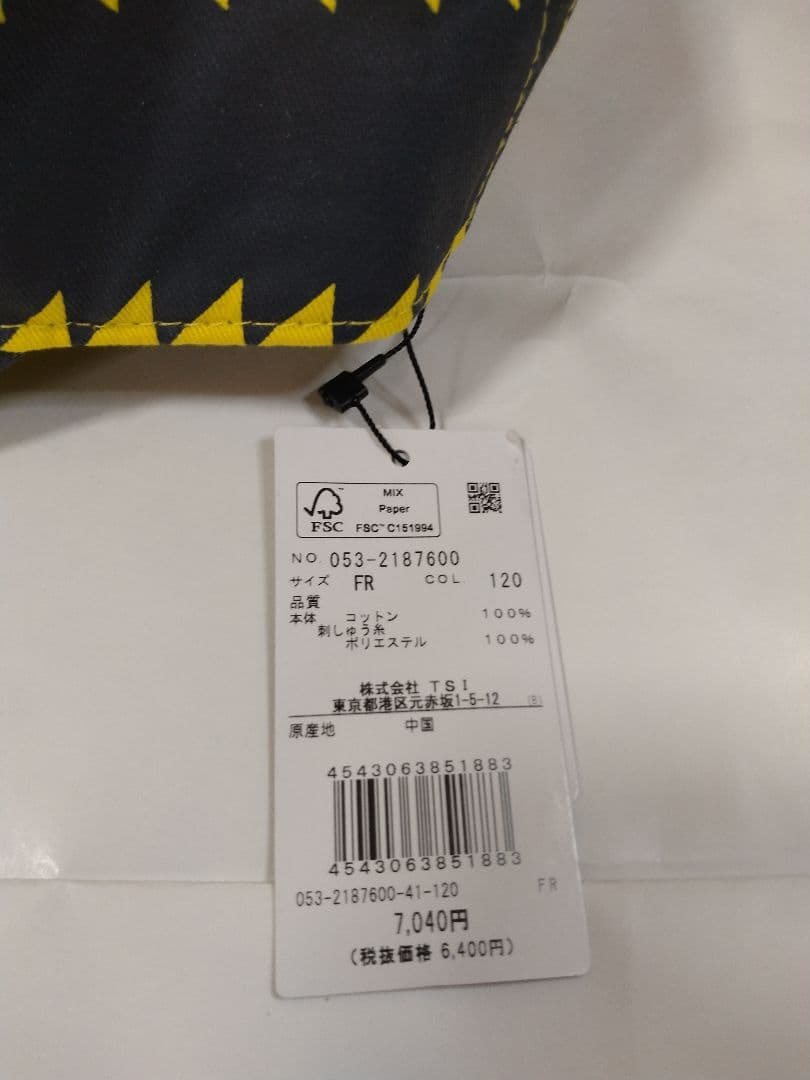 MIX
Paper
FSC™ C151994
FSC
NO. 053-2187600
サイズ FR COL. 120
品質
本体 コットン 100%
刺しゅう糸
ポリエステル 100%
株式会社 TSI
東京都港区元赤坂1-5-12 (B)
原産地 中国
4543063851883
4543063851883
053-2187600-41-120 FR
7,040円
(税抜価格 6,400円)